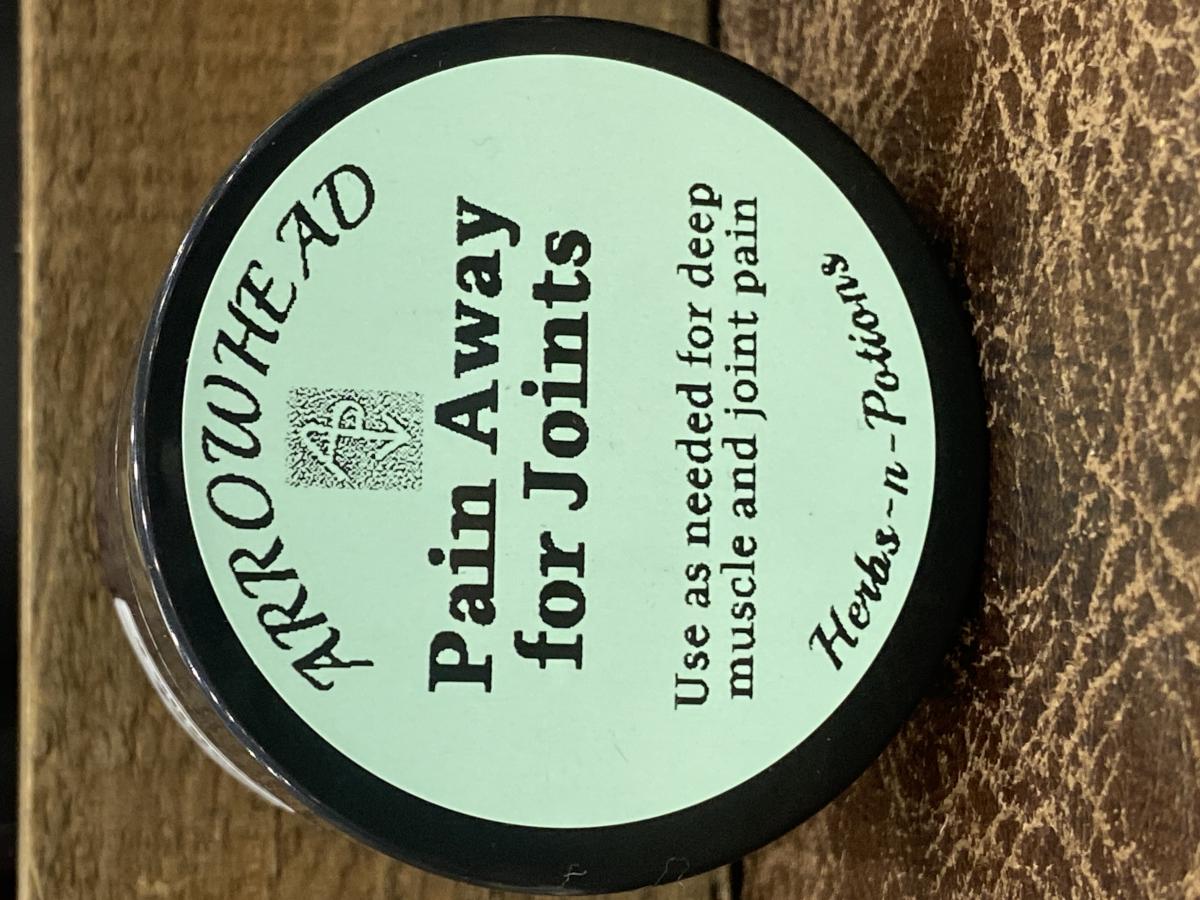 ARROWHEAD
Pain Away
for Joints
Use as needed for deep
muscle and joint pain
Herbs-n-Potions